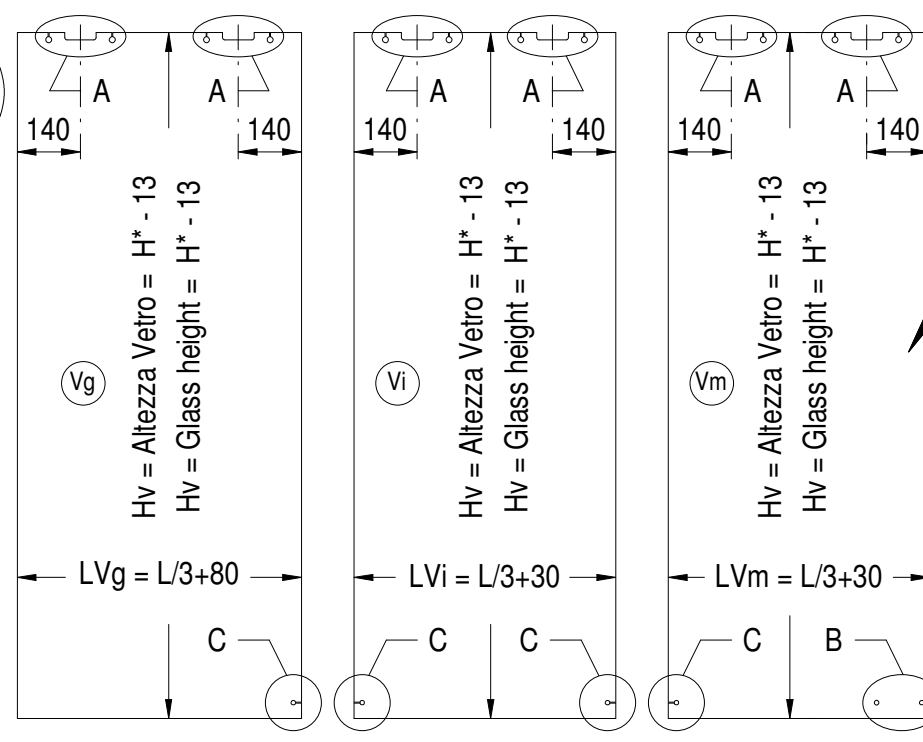 A A A A A A
140 140 140 140 140 140
Hv = Altezza Vetro = H* - 13
Hv = Glass height = H* - 13
Hv = Altezza Vetro = H* - 13
Hv = Glass height = H* - 13
Hv = Altezza Vetro = H* - 13
Hv = Glass height = H* - 13
Vg Vi Vm
LVg = L/3+80 LVi = L/3+30 LVm = L/3+30
C C C C B